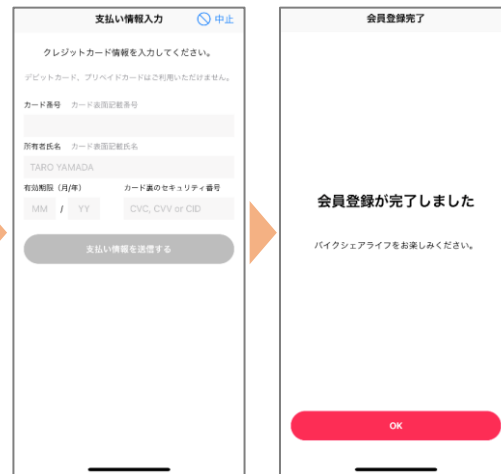 支払い情報入力
中止
クレジットカード情報を入力してください。
デビットカード、プリペイドカードはご利用いただけません。
カード番号 カード表面記載番号
所有者氏名 カード表面記載氏名
TARO YAMADA
有効期限（月/年） カード裏のセキュリティ番号
MM / YY CVC, CVV or CID
支払い情報を送信する
会員登録完了
会員登録が完了しました
バイクシェアライフをお楽しみください。
OK